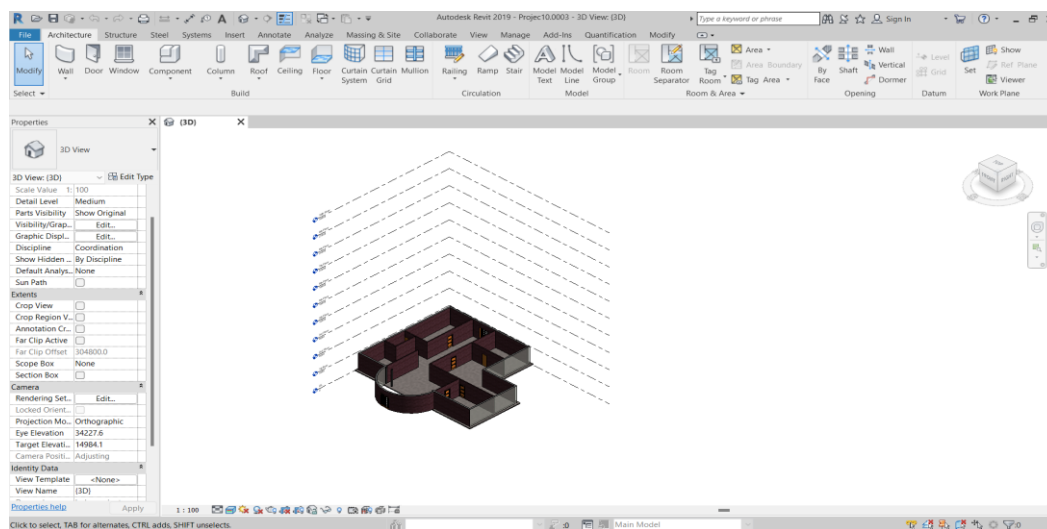 Autodesk Revit 2019 - Projec10.0003 - 3D View: {3D}
Type a keyword or phrase
Sign In
File Architecture Structure Steel Systems Insert Annotate Analyze Massing & Site Collaborate View Manage Add-Ins Quantification Modify
Modify Wall Door Window Component Column Roof Ceiling Floor Curtain System Curtain Grid Mullion Railing Ramp Stair Model Text Model Line Model Group Room Room Separator Tag Room Area Area Boundary Tag Area By Face Shaft Wall Vertical Dormer Level Grid Set Show Ref Plane Viewer
Select Build Circulation Model Room & Area Opening Datum Work Plane
Properties
{3D}
3D View
3D View: {3D} Edit Type
Scale Value 1: 100
Detail Level Medium
Parts Visibility Show Original
Visibility/Grap... Edit...
Graphic Displ... Edit...
Discipline Coordination
Show Hidden ... By Discipline
Default Analys... None
Sun Path
Extents
Crop View
Crop Region V...
Annotation Cr...
Far Clip Active
Far Clip Offset 304800.0
Scope Box None
Section Box
Camera
Rendering Set... Edit...
Locked Orient...
Projection Mo... Orthographic
Eye Elevation 34227.6
Target Elevati... 14984.1
Camera Positi... Adjusting
Identity Data
View Template <None>
View Name {3D}
Properties help Apply
1 : 100
Click to select, TAB for alternates, CTRL adds, SHIFT unselects.
:0
Main Model
:0